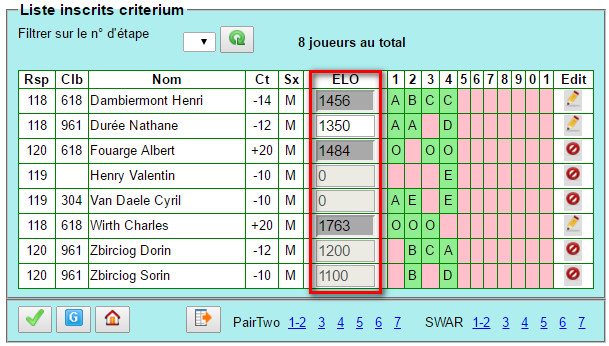 Liste inscrits criterium
Filtrer sur le n° d'étape
8 joueurs au total
Rsp Clb Nom Ct Sx ELO 1 2 3 4 5 6 7 8 9 0 1 Edit
118 618 Dambiermont Henri -14 M 1456 A B C C
118 961 Durée Nathane -12 M 1350 A A D
120 618 Fouarge Albert +20 M 1484 O O O
119 Henry Valentin -10 M 0 E
119 304 Van Daele Cyril -10 M 0 A E E
118 618 Wirth Charles +20 M 1763 O O O
120 961 Zbirciog Dorin -12 M 1200 B C A
120 961 Zbirciog Sorin -10 M 1100 B D
G PairTwo 1-2 3 4 5 6 7 SWAR 1-2 3 4 5 6 7